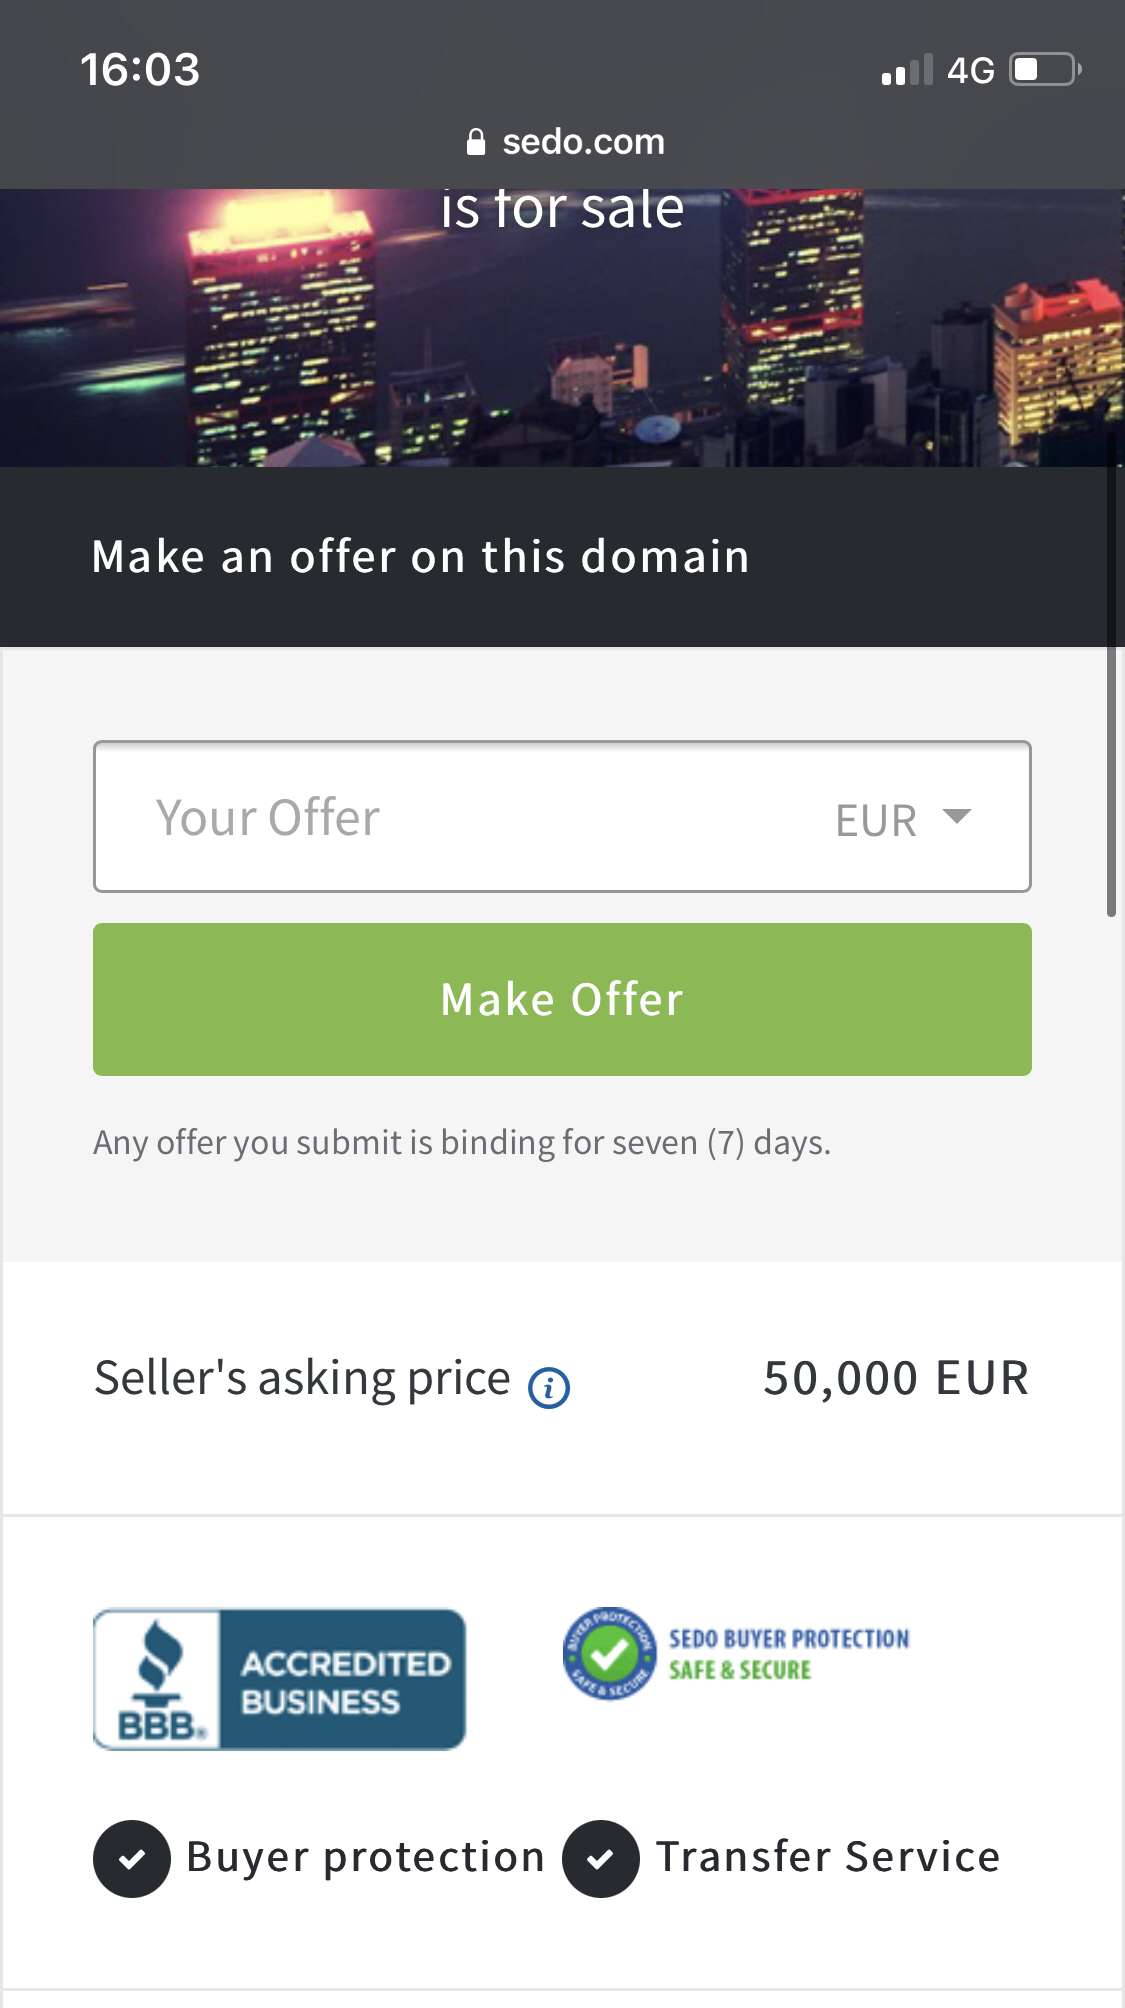 16:03
4G
sedo.com
is for sale
Make an offer on this domain
Your Offer
EUR
Make Offer
Any offer you submit is binding for seven (7) days.
Seller's asking price i
50,000 EUR
BBB®
ACCREDITED
BUSINESS
BUYER PROTECTION
SAFE & SECURE
SEDO BUYER PROTECTION
SAFE & SECURE
Buyer protection
Transfer Service